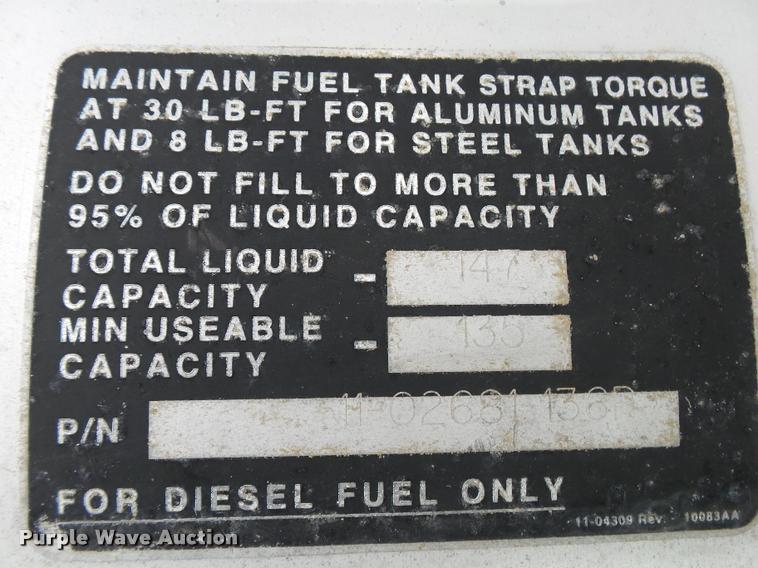 MAINTAIN FUEL TANK STRAP TORQUE
AT 30 LB-FT FOR ALUMINUM TANKS
AND 8 LB-FT FOR STEEL TANKS
DO NOT FILL TO MORE THAN
95% OF LIQUID CAPACITY
TOTAL LIQUID
CAPACITY - 147
MIN USEABLE
CAPACITY - 135
P/N
FOR DIESEL FUEL ONLY
11-04309 Rev. 10083AA
Purple Wave Auction